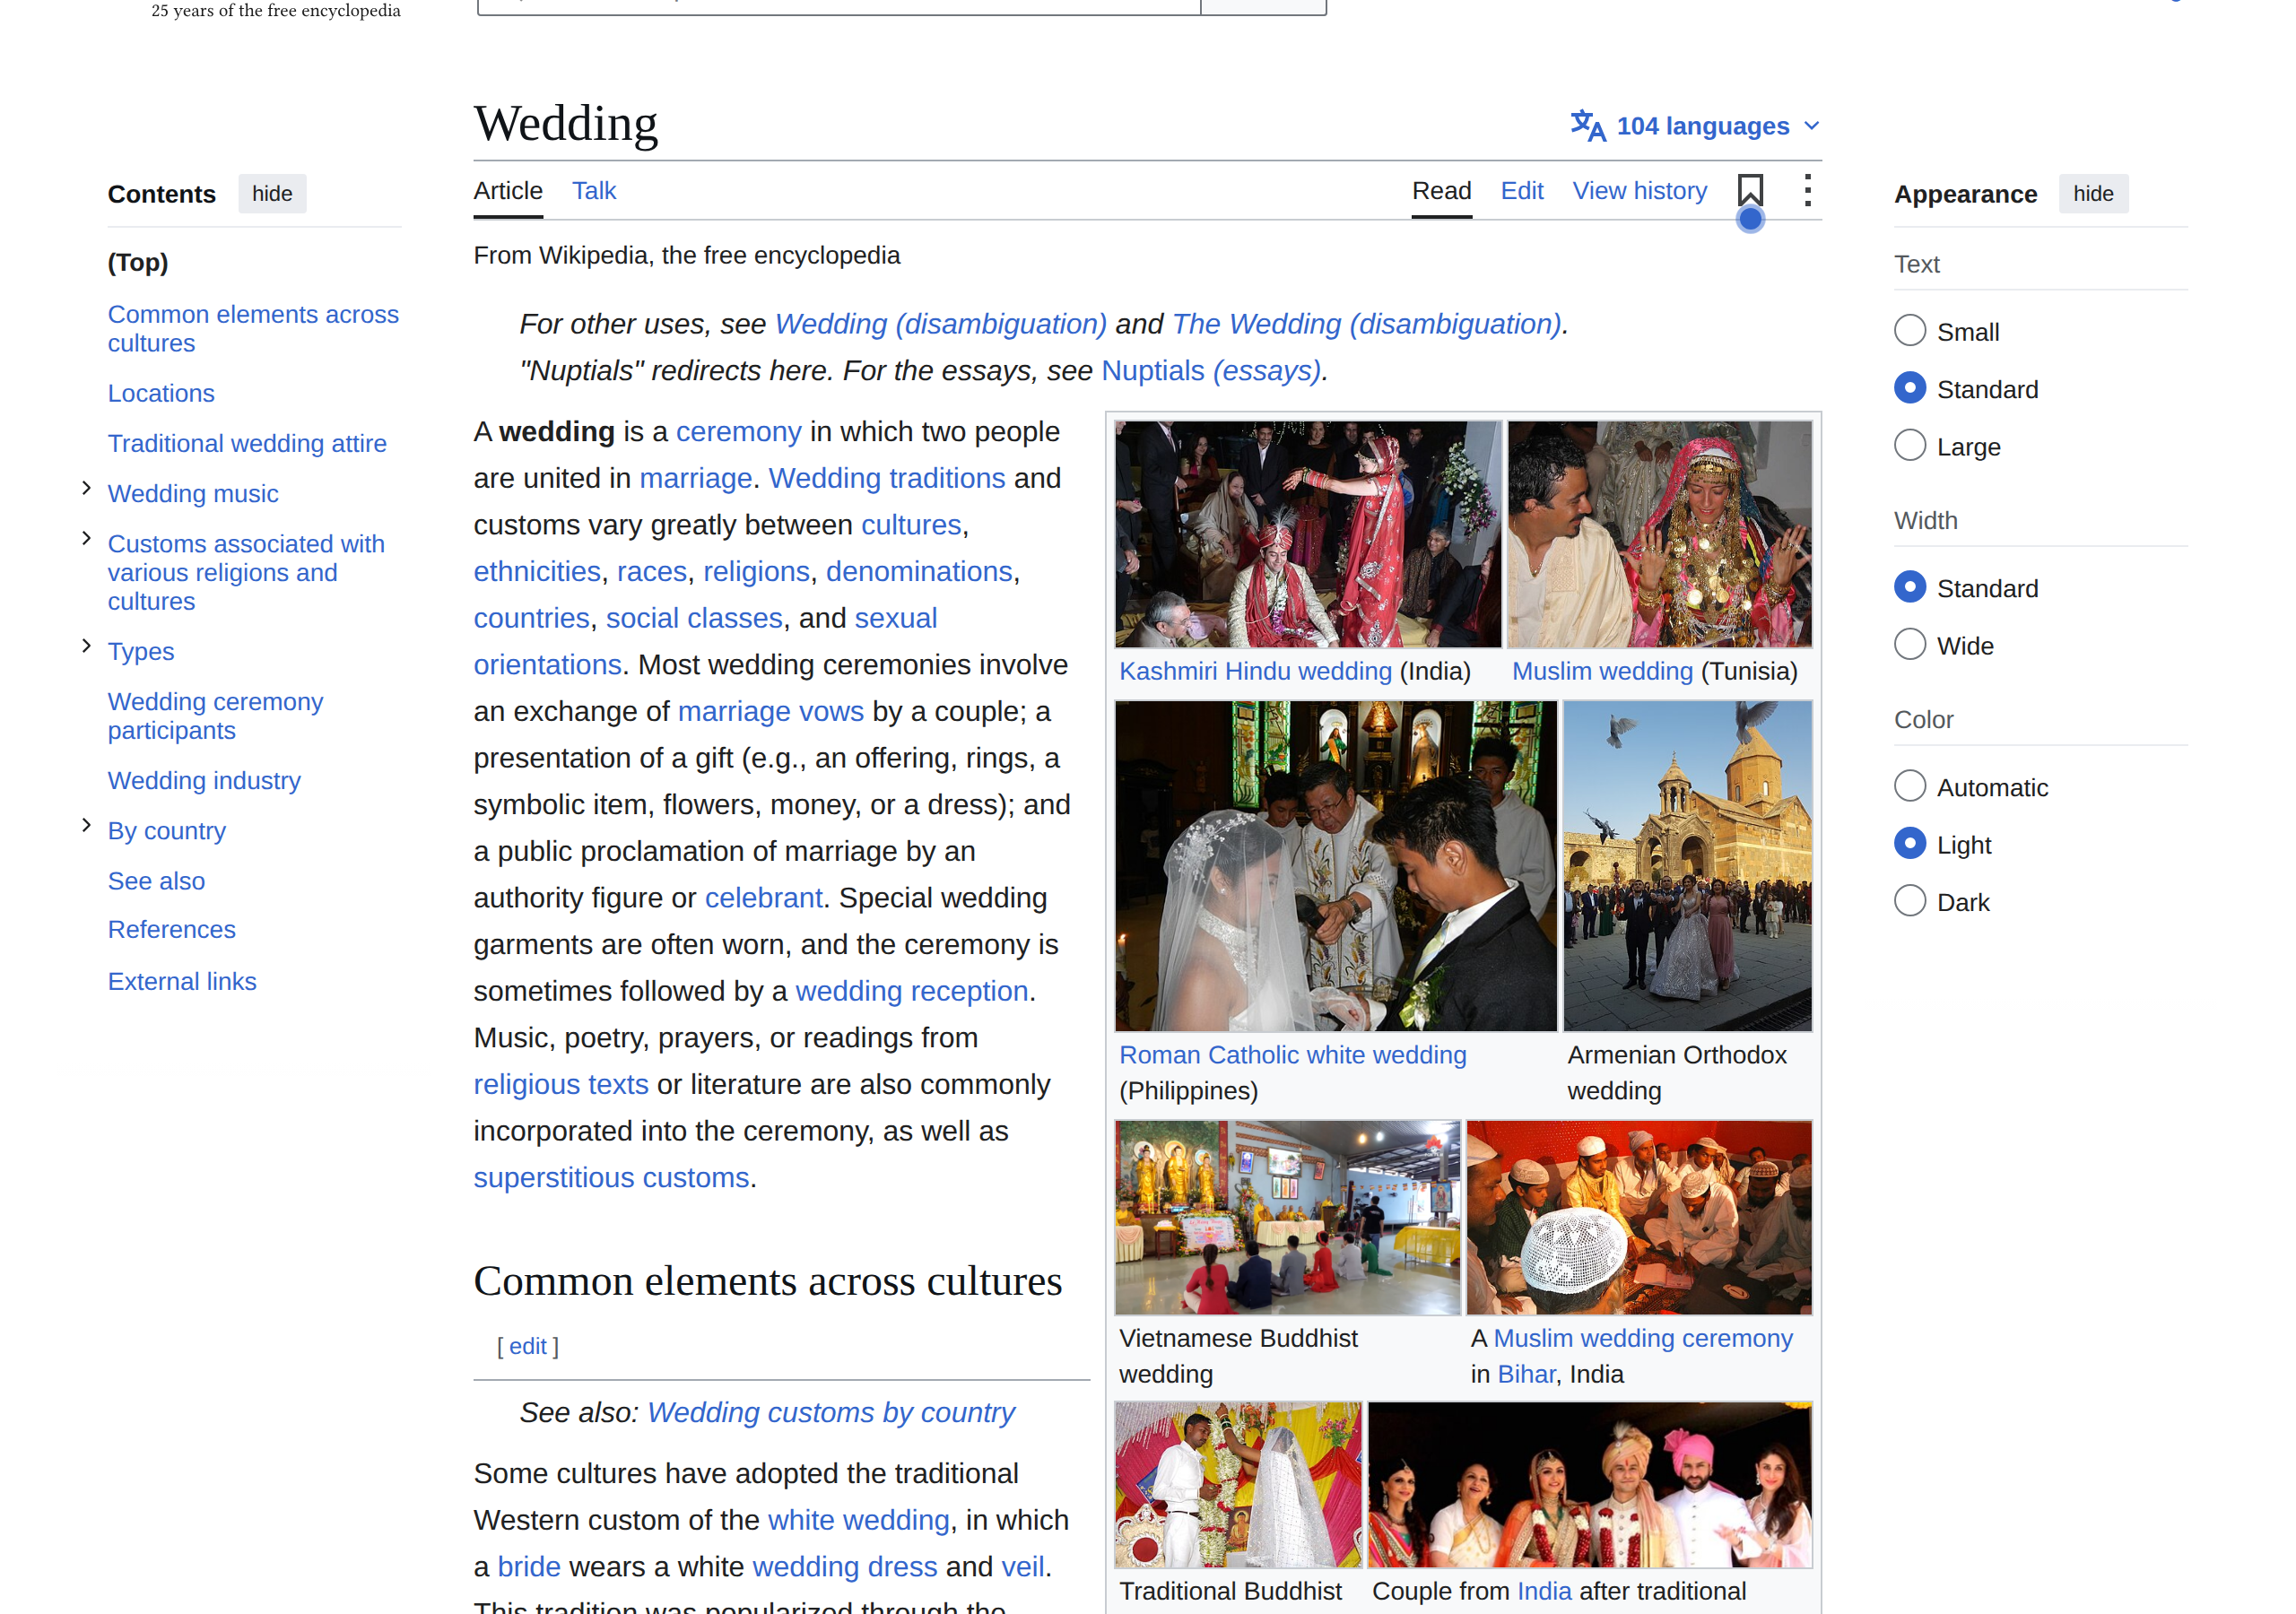 25 years of the free encyclopedia
Wedding
104 languages
Contents hide
Article Talk
Read Edit View history
Appearance hide
(Top)
Common elements across
cultures
Locations
Traditional wedding attire
Wedding music
Customs associated with
various religions and
cultures
Types
Wedding ceremony
participants
Wedding industry
By country
See also
References
External links
From Wikipedia, the free encyclopedia
For other uses, see Wedding (disambiguation) and The Wedding (disambiguation).
"Nuptials" redirects here. For the essays, see Nuptials (essays).
A wedding is a ceremony in which two people
are united in marriage. Wedding traditions and
customs vary greatly between cultures,
ethnicities, races, religions, denominations,
countries, social classes, and sexual
orientations. Most wedding ceremonies involve
an exchange of marriage vows by a couple; a
presentation of a gift (e.g., an offering, rings, a
symbolic item, flowers, money, or a dress); and
a public proclamation of marriage by an
authority figure or celebrant. Special wedding
garments are often worn, and the ceremony is
sometimes followed by a wedding reception.
Music, poetry, prayers, or readings from
religious texts or literature are also commonly
incorporated into the ceremony, as well as
superstitious customs.
Common elements across cultures
[ edit ]
See also: Wedding customs by country
Some cultures have adopted the traditional
Western custom of the white wedding, in which
a bride wears a white wedding dress and veil.
This tradition was popularized through the
Kashmiri Hindu wedding (India)
Muslim wedding (Tunisia)
Roman Catholic white wedding
(Philippines)
Armenian Orthodox
wedding
Vietnamese Buddhist
wedding
A Muslim wedding ceremony
in Bihar, India
Traditional Buddhist
Couple from India after traditional
Text
Small
Standard
Large
Width
Standard
Wide
Color
Automatic
Light
Dark